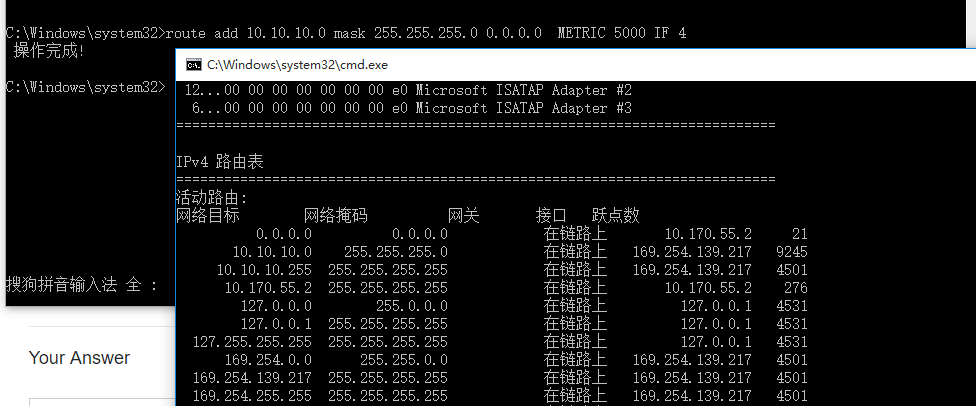 C:\Windows\system32>route add 10.10.10.0 mask 255.255.255.0 0.0.0.0  METRIC 5000 IF 4
操作完成!
C:\Windows\system32>
搜狗拼音输入法 全 :
Your Answer
C:\Windows\system32\cmd.exe
12...00 00 00 00 00 00 00 e0 Microsoft ISATAP Adapter #2
6...00 00 00 00 00 00 00 e0 Microsoft ISATAP Adapter #3
===========================================================================
IPv4 路由表
===========================================================================
活动路由:
网络目标 网络掩码 网关 接口 跃点数
0.0.0.0 0.0.0.0 在链路上 10.170.55.2 21
10.10.10.0 255.255.255.0 在链路上 169.254.139.217 9245
10.10.10.255 255.255.255.255 在链路上 169.254.139.217 4501
10.170.55.2 255.255.255.255 在链路上 10.170.55.2 276
127.0.0.0 255.0.0.0 在链路上 127.0.0.1 4531
127.0.0.1 255.255.255.255 在链路上 127.0.0.1 4531
127.255.255.255 255.255.255.255 在链路上 127.0.0.1 4531
169.254.0.0 255.255.0.0 在链路上 169.254.139.217 4501
169.254.139.217 255.255.255.255 在链路上 169.254.139.217 4501
169.254.255.255 255.255.255.255 在链路上 169.254.139.217 4501